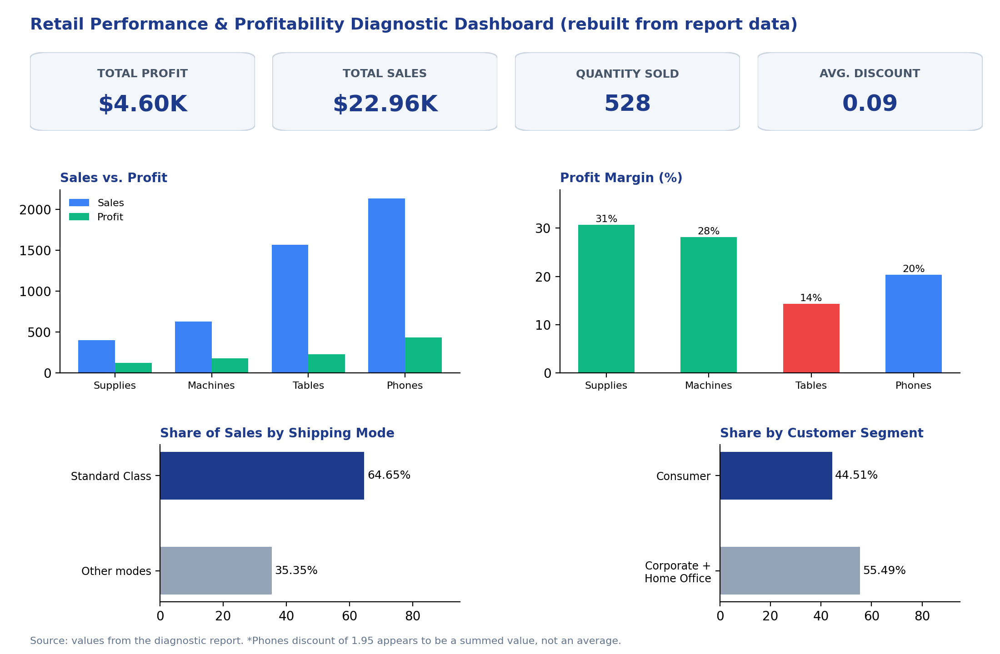 Retail Performance & Profitability Diagnostic Dashboard (rebuilt from report data)
TOTAL PROFIT
$4.60K
TOTAL SALES
$22.96K
QUANTITY SOLD
528
AVG. DISCOUNT
0.09
Sales vs. Profit
Sales
Profit
2000
1500
1000
500
0
Supplies Machines Tables Phones
Profit Margin (%)
30
20
10
0
31%
28%
14%
20%
Supplies Machines Tables Phones
Share of Sales by Shipping Mode
Standard Class 64.65%
Other modes 35.35%
0 20 40 60 80
Share by Customer Segment
Consumer 44.51%
Corporate +
Home Office
55.49%
0 20 40 60 80
Source: values from the diagnostic report. *Phones discount of 1.95 appears to be a summed value, not an average.